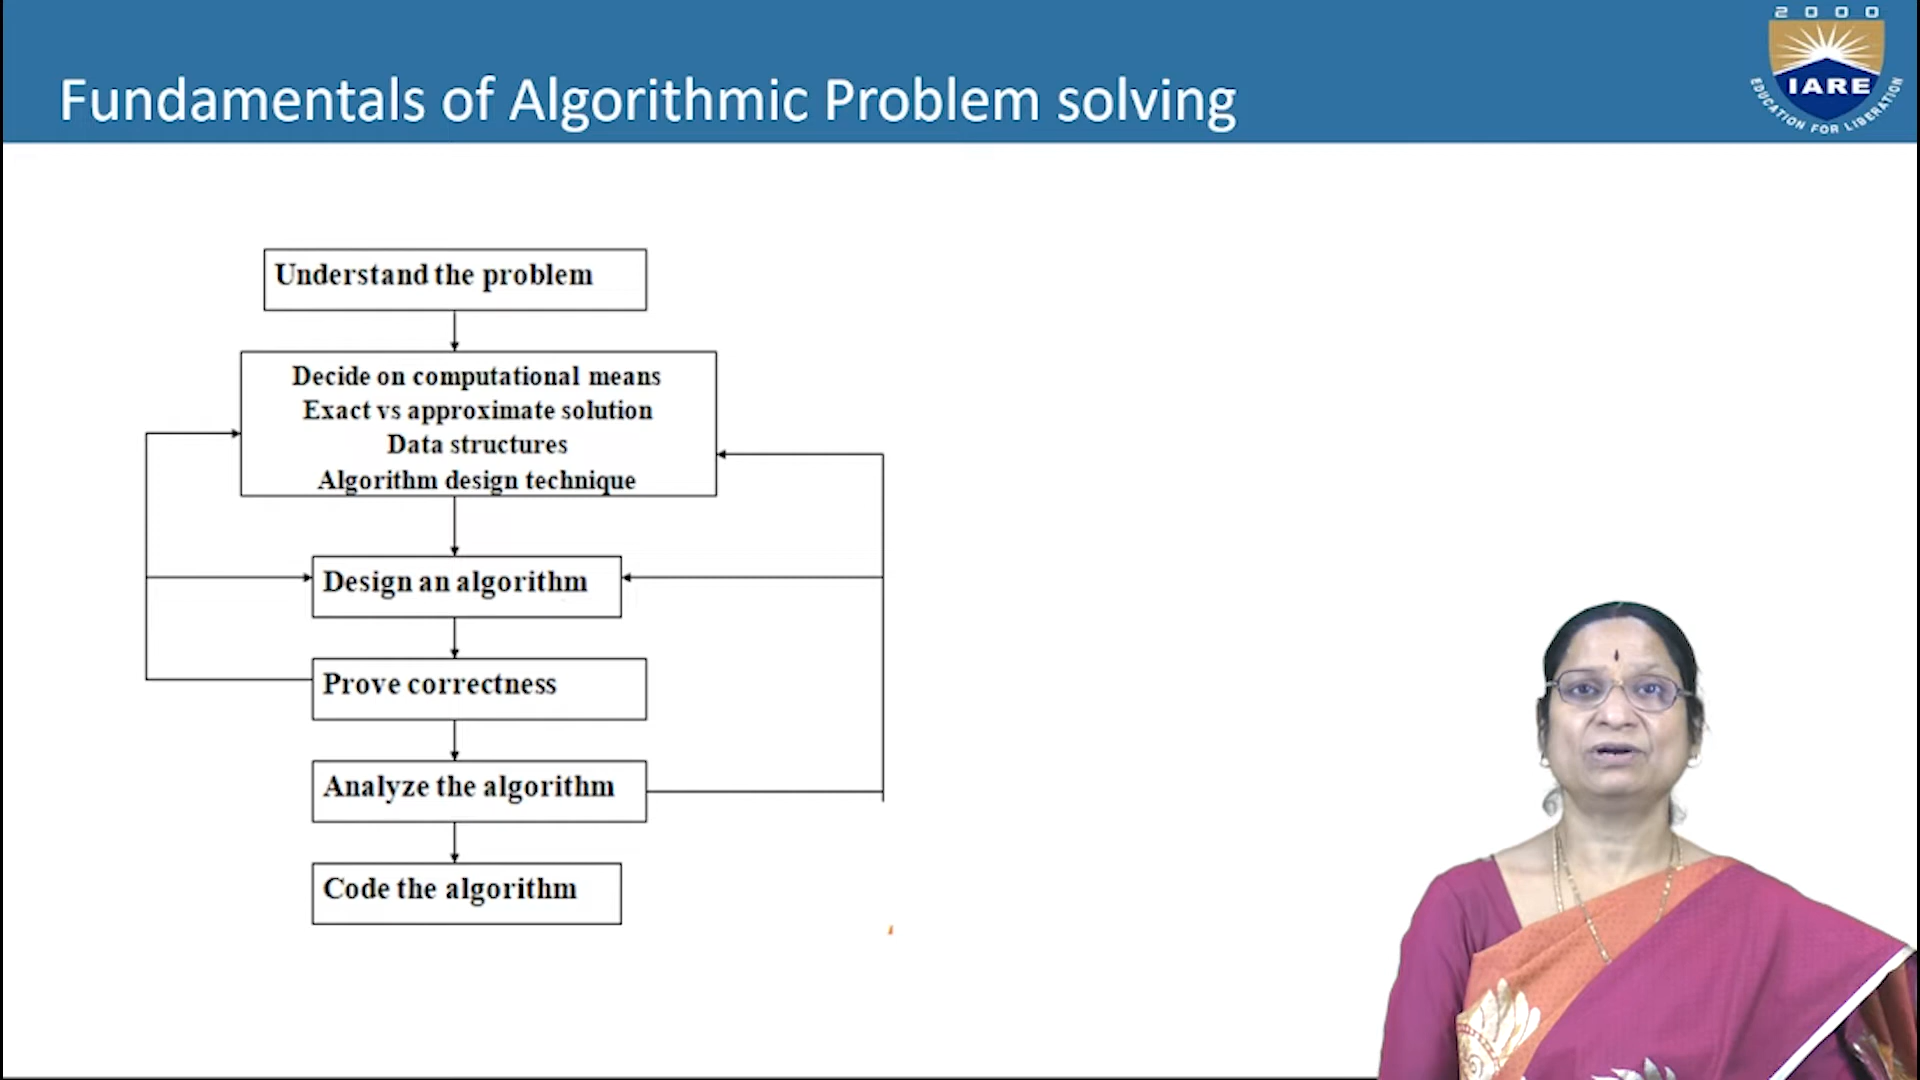 Fundamentals of Algorithmic Problem solving
2000
IARE
EDUCATION FOR LIBERATION
Understand the problem
Decide on computational means
Exact vs approximate solution
Data structures
Algorithm design technique
Design an algorithm
Prove correctness
Analyze the algorithm
Code the algorithm